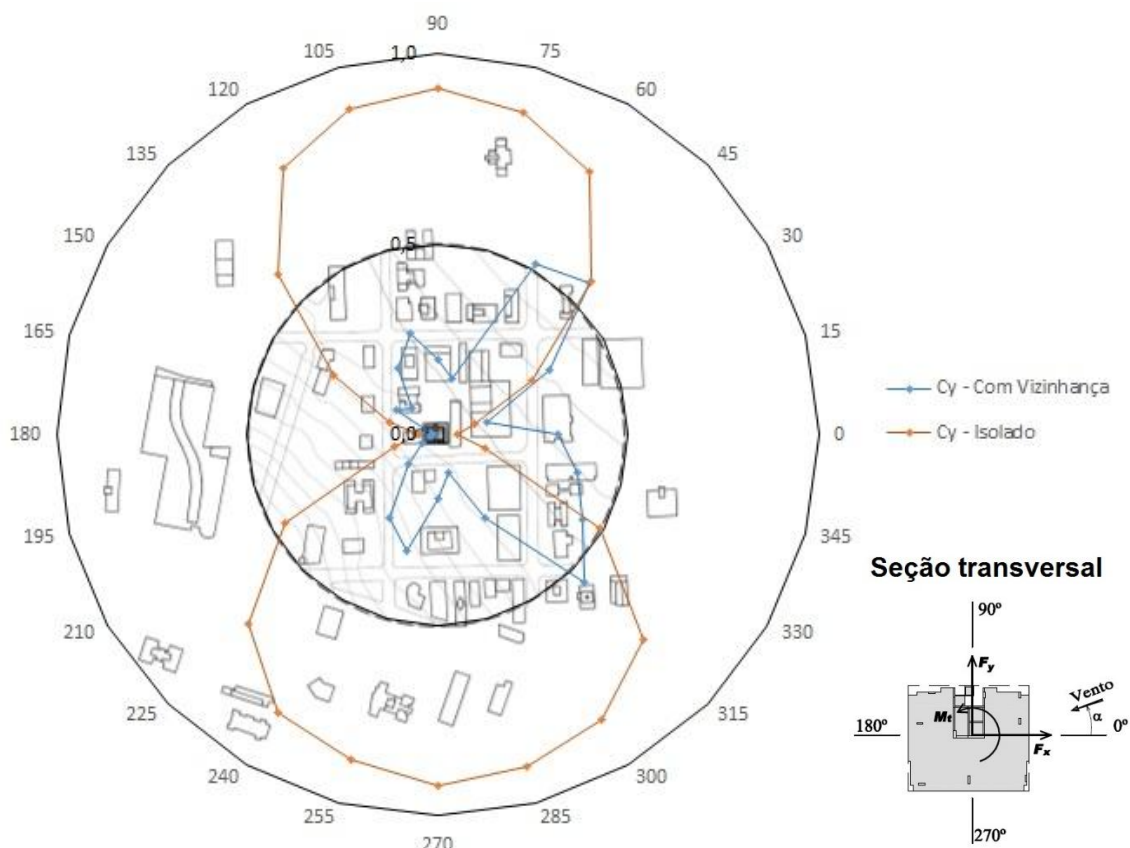 90
105
1,0
75
120
60
135
45
150
0,5
30
165
15
Cy - Com Vizinhança
180
0,0
0
Cy - Isolado
195
345
210
330
225
315
240
300
255
285
270
Seção transversal
90º
Fy
Vento
α
Mt
180º
0º
Fx
270º